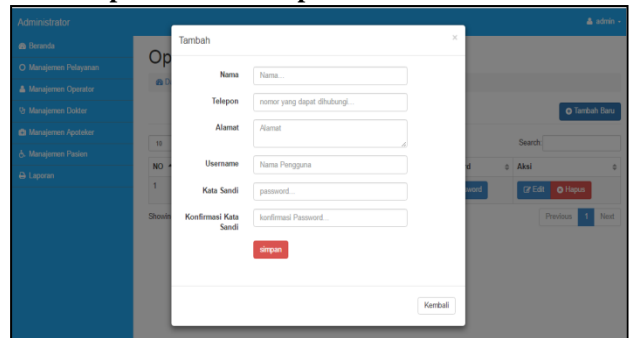 Administrator
admin
Beranda
Manajemen Pelayanan
Manajemen Operator
Manajemen Doktor
Manajemen Apoteker
Manajemen Pasien
Laporan
Op
Tambah Baru
10
Search:
NO
Aksi
1
Edit
Hapus
Previous 1 Next
Tambah
×
Nama
Nama...
Telepon
nomor yang dapat dihubungi...
Alamat
Alamat
Username
Nama Pengguna
Kata Sandi
password...
Konfirmasi Kata
Sandi
konfirmasi Password...
simpan
Kembali